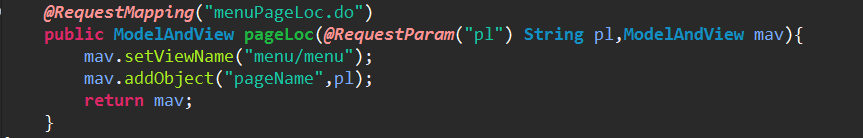 @RequestMapping("menuPageLoc.do")
public ModelAndView pageLoc(@RequestParam("pl") String pl,ModelAndView mav){
mav.setViewName("menu/menu");
mav.addObject("pageName",pl);
return mav;
}